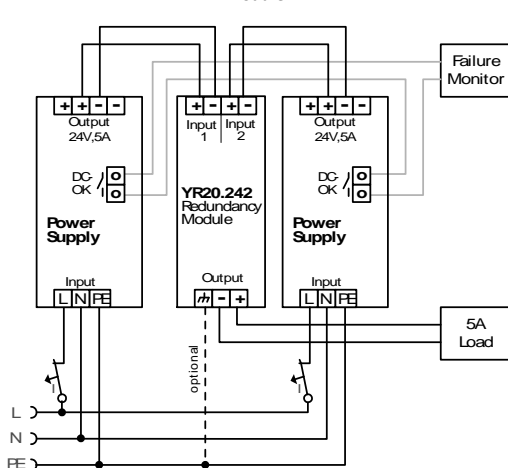 Failure
Monitor
+ + - -
Output
24V,5A
DC-
OK
Power
Supply
Input
L N PE
+ - + -
Input Input
1 2
YR20.242
Redundancy
Module
Output
- +
optional
+ + - -
Output
24V,5A
DC-
OK
Power
Supply
Input
L N PE
5A
Load
I
I
L
N
PE